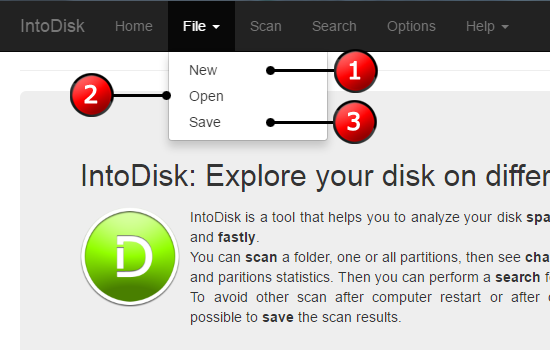 IntoDisk Home File Scan Search Options Help
New 1
2 Open
Save 3
IntoDisk: Explore your disk on differ
D
IntoDisk is a tool that helps you to analyze your disk spa
and fastly.
You can scan a folder, one or all partitions, then see cha
and paritions statistics. Then you can perform a search f
To avoid other scan after computer restart or after
possible to save the scan results.